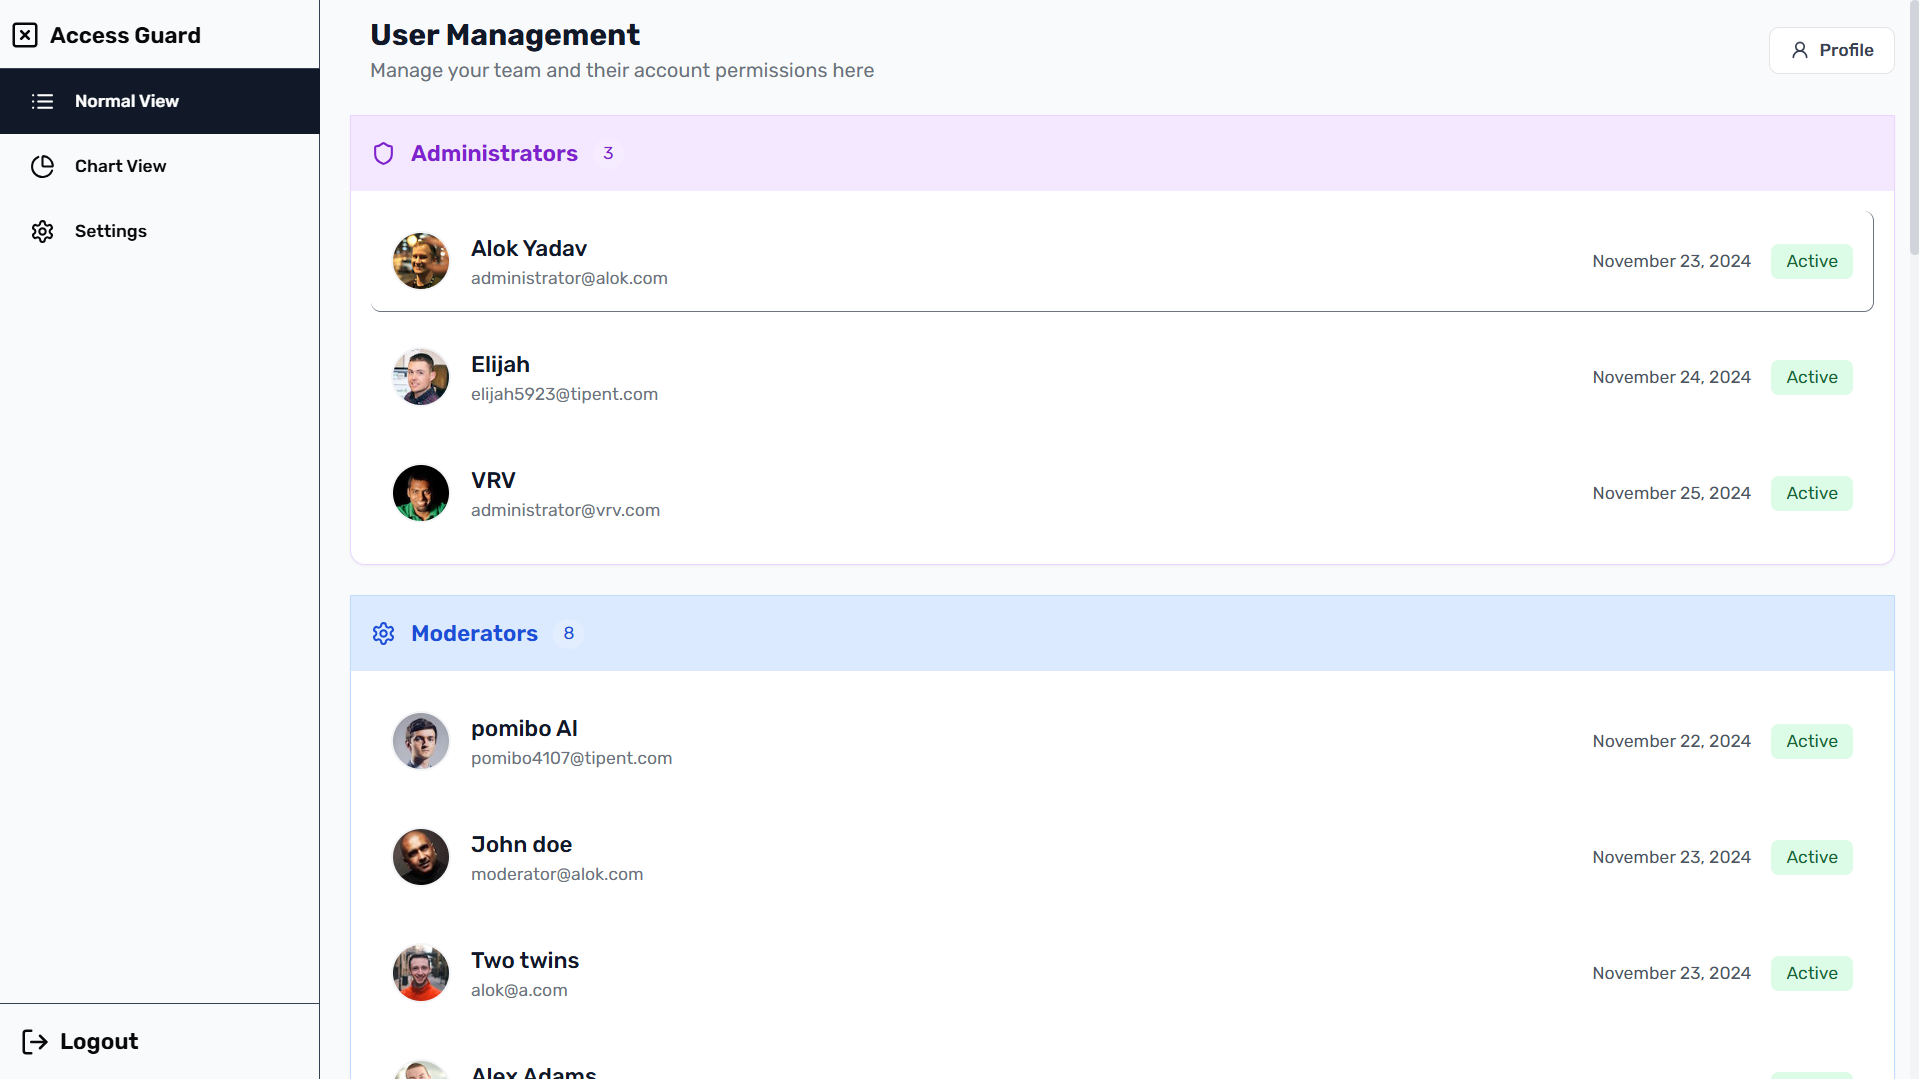 Access Guard
Normal View
Chart View
Settings
Logout
User Management
Manage your team and their account permissions here
Profile
Administrators 3
Alok Yadav
administrator@alok.com
November 23, 2024 Active
Elijah
elijah5923@tipent.com
November 24, 2024 Active
VRV
administrator@vrv.com
November 25, 2024 Active
Moderators 8
pomibo AI
pomibo4107@tipent.com
November 22, 2024 Active
John doe
moderator@alok.com
November 23, 2024 Active
Two twins
alok@a.com
November 23, 2024 Active
Alex Adams